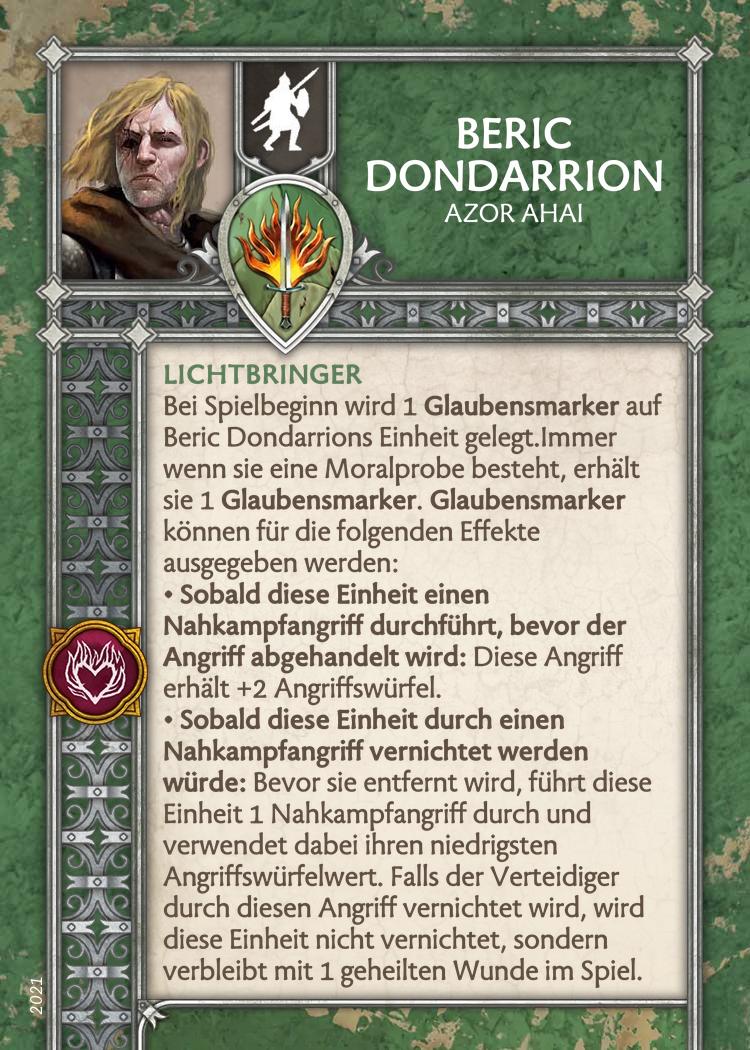 BERIC
DONDARRION
AZOR AHAI
LICHTBRINGER
Bei Spielbeginn wird 1 Glaubensmarker auf
Beric Dondarrions Einheit gelegt.Immer
wenn sie eine Moralprobe besteht, erhält
sie 1 Glaubensmarker. Glaubensmarker
können für die folgenden Effekte
ausgegeben werden:
• Sobald diese Einheit einen
Nahkampfangriff durchführt, bevor der
Angriff abgehandelt wird: Diese Angriff
erhält +2 Angriffswürfel.
• Sobald diese Einheit durch einen
Nahkampfangriff vernichtet werden
würde: Bevor sie entfernt wird, führt diese
Einheit 1 Nahkampfangriff durch und
verwendet dabei ihren niedrigsten
Angriffswürfelwert. Falls der Verteidiger
durch diesen Angriff vernichtet wird, wird
diese Einheit nicht vernichtet, sondern
verbleibt mit 1 geheilten Wunde im Spiel.
2021